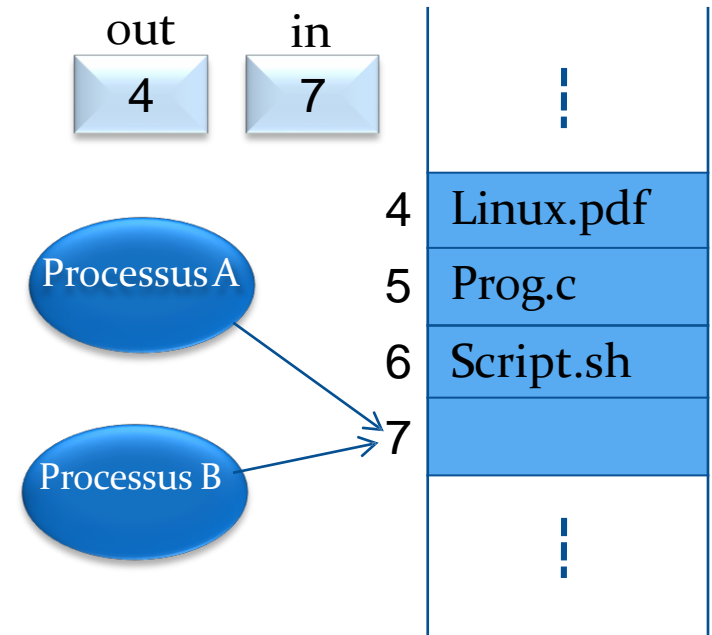 out in
4 7
4 Linux.pdf
Processus A
5 Prog.c
6 Script.sh
7
Processus B